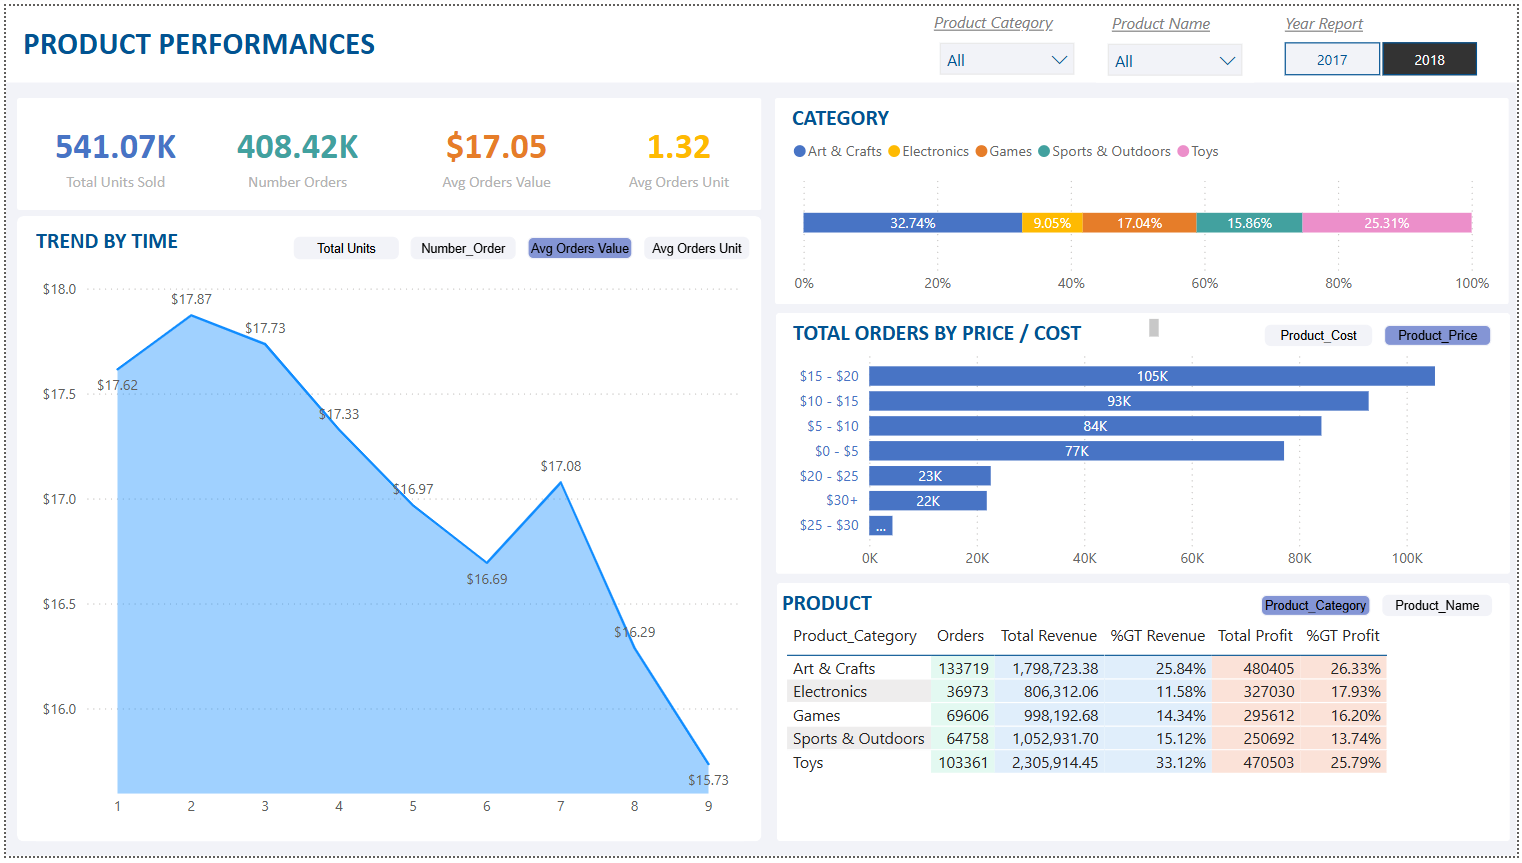 PRODUCT PERFORMANCES
Product Category
Product Name
Year Report
All
All
2017
2018
541.07K
408.42K
$17.05
1.32
Total Units Sold
Number Orders
Avg Orders Value
Avg Orders Unit
TREND BY TIME
Total Units
Number_Order
Avg Orders Value
Avg Orders Unit
$18.0
$17.5
$17.0
$16.5
$16.0
$17.62
$17.87
$17.73
$17.33
$16.97
$16.69
$17.08
$16.29
$15.73
1 2 3 4 5 6 7 8 9
CATEGORY
Art & Crafts Electronics Games Sports & Outdoors Toys
32.74% 9.05% 17.04% 15.86% 25.31%
0% 20% 40% 60% 80% 100%
TOTAL ORDERS BY PRICE / COST
Product_Cost
Product_Price
$15 - $20 105K
$10 - $15 93K
$5 - $10 84K
$0 - $5 77K
$20 - $25 23K
$30+ 22K
$25 - $30 ...
0K 20K 40K 60K 80K 100K
PRODUCT
Product_Category
Product_Name
Product_Category Orders Total Revenue %GT Revenue Total Profit %GT Profit
Art & Crafts 133719 1,798,723.38 25.84% 480405 26.33%
Electronics 36973 806,312.06 11.58% 327030 17.93%
Games 69606 998,192.68 14.34% 295612 16.20%
Sports & Outdoors 64758 1,052,931.70 15.12% 250692 13.74%
Toys 103361 2,305,914.45 33.12% 470503 25.79%